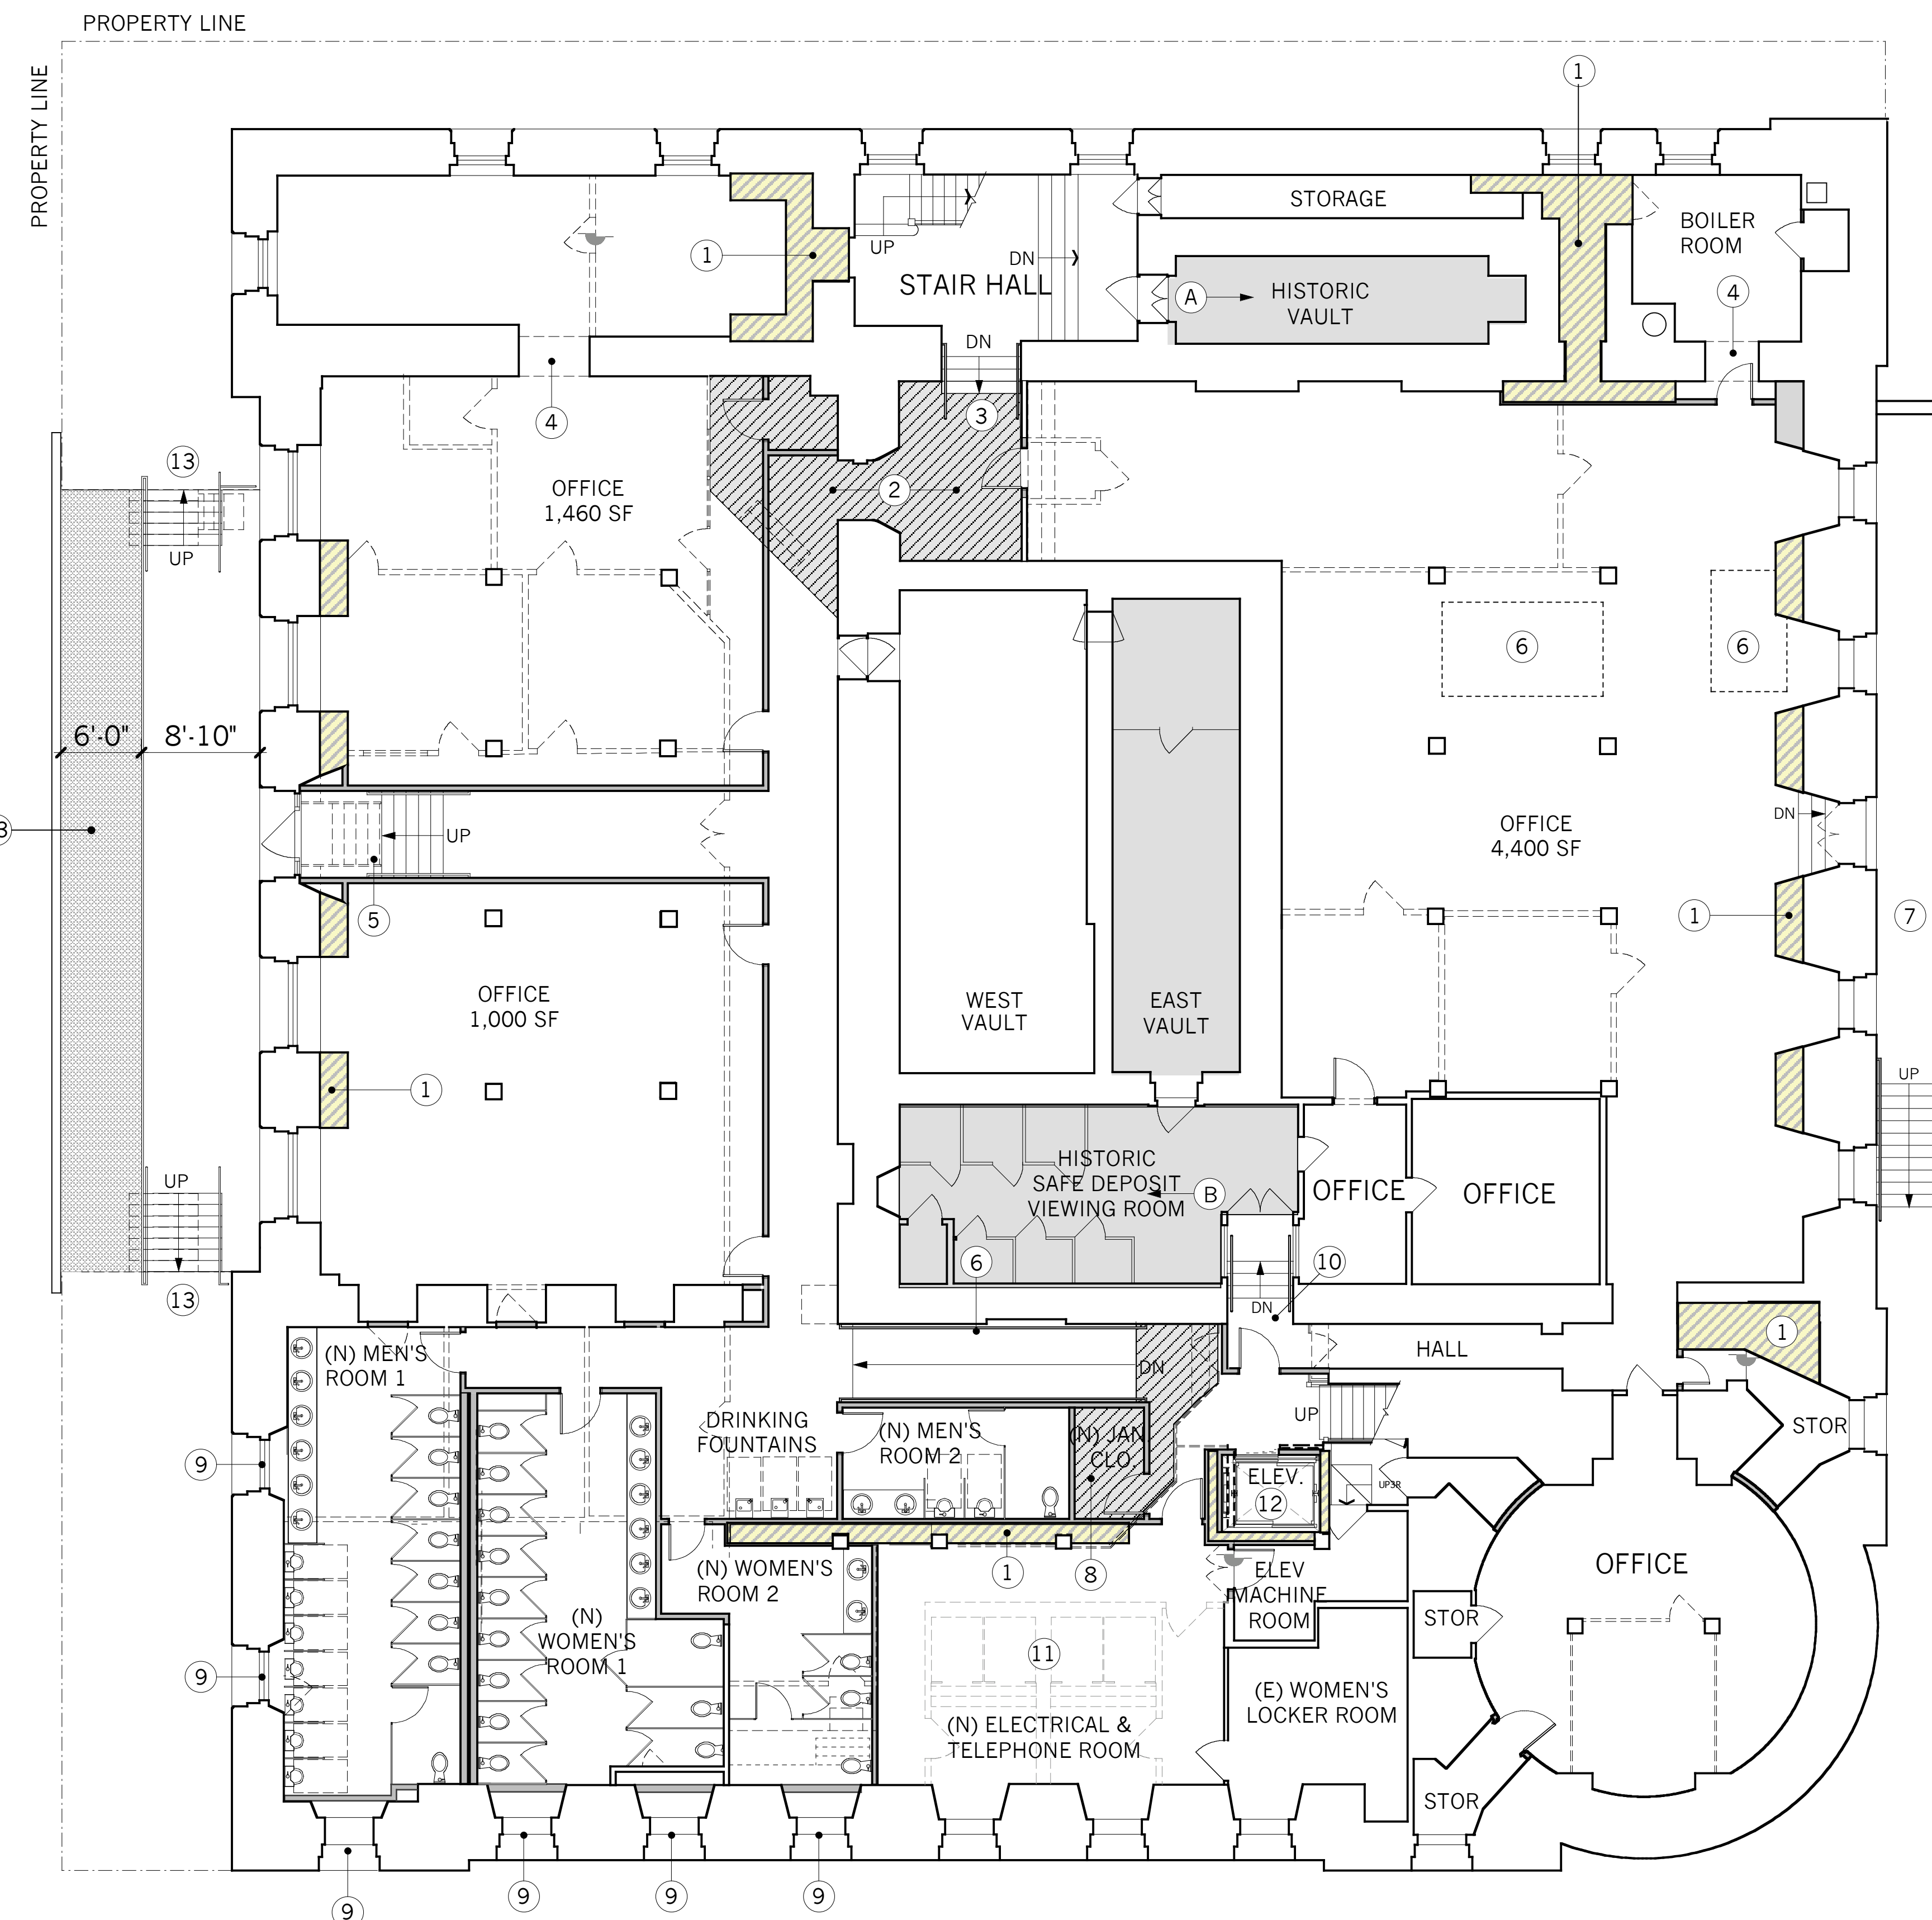 PROPERTY LINE
PROPERTY LINE
1
STORAGE
BOILER
ROOM
UP
DN
STAIR HALL
1
A
HISTORIC
VAULT
4
DN
3
4
13
UP
OFFICE
1,460 SF
2
6
6
6'-0"
8'-10"
UP
5
DN
OFFICE
4,400 SF
1
7
OFFICE
1,000 SF
WEST
VAULT
EAST
VAULT
1
UP
UP
13
HISTORIC
SAFE DEPOSIT
VIEWING ROOM
B
OFFICE
OFFICE
6
10
DN
DN
HALL
1
(N) MEN'S
ROOM 1
DRINKING
FOUNTAINS
(N) MEN'S
ROOM 2
(N) JAN
CLO.
UP
STOR
9
ELEV.
12
UP3R
(N) WOMEN'S
ROOM 2
1
8
ELEV
MACHINE
ROOM
OFFICE
STOR
(N)
WOMEN'S
ROOM 1
11
9
(N) ELECTRICAL &
TELEPHONE ROOM
(E) WOMEN'S
LOCKER ROOM
STOR
9
9
9
9